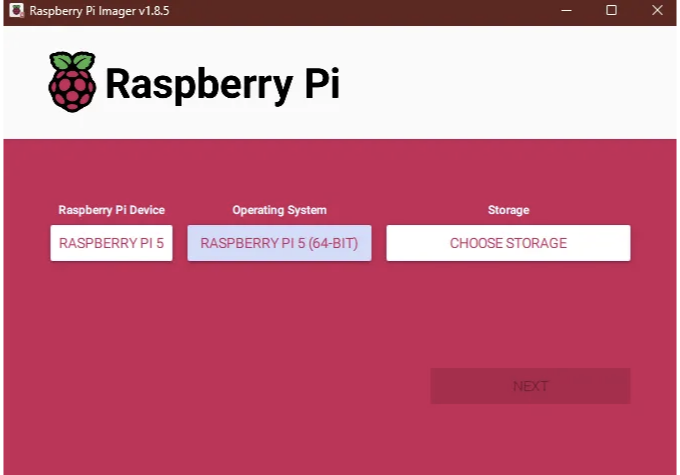 Raspberry Pi Imager v1.8.5
Raspberry Pi
Raspberry Pi Device Operating System Storage
RASPBERRY PI 5 RASPBERRY PI 5 (64-BIT) CHOOSE STORAGE
NEXT